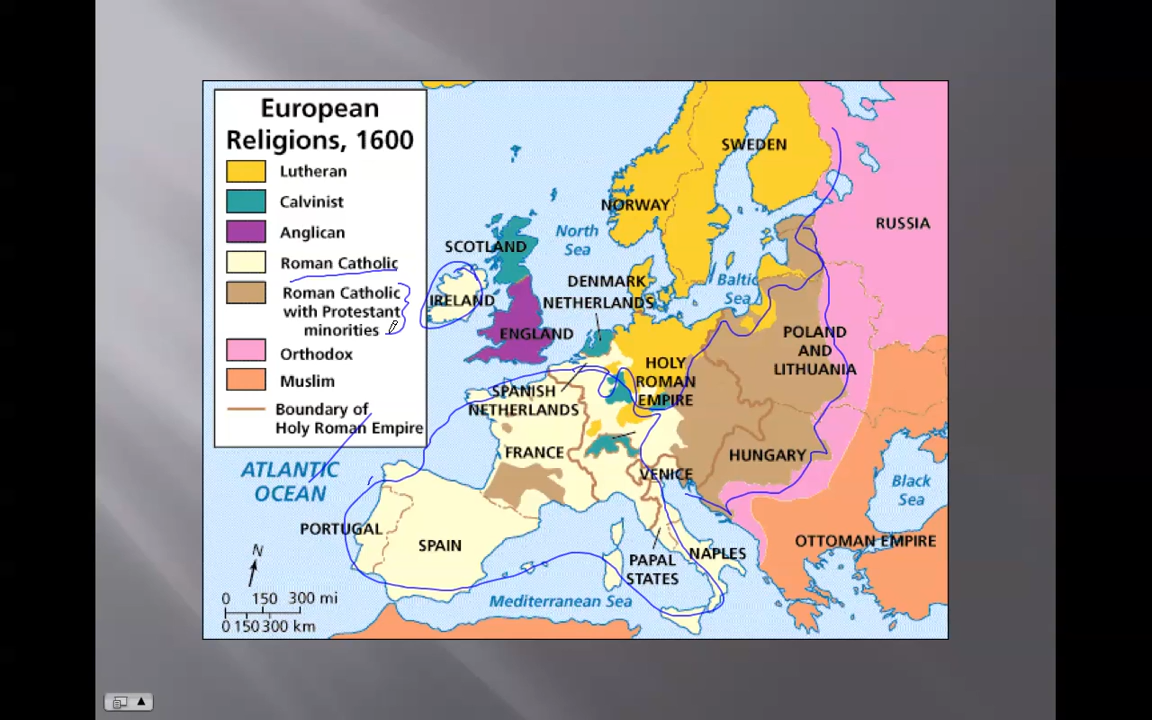 European
Religions, 1600
Lutheran
Calvinist
Anglican
Roman Catholic
Roman Catholic
with Protestant
minorities
Orthodox
Muslim
Boundary of
Holy Roman Empire
SWEDEN
NORWAY
RUSSIA
North
Sea
SCOTLAND
DENMARK
Baltic
Sea
NETHERLANDS
IRELAND
ENGLAND
POLAND
AND
LITHUANIA
HOLY
ROMAN
EMPIRE
SPANISH
NETHERLANDS
FRANCE
HUNGARY
ATLANTIC
OCEAN
VENICE
Black
Sea
PORTUGAL
SPAIN
OTTOMAN EMPIRE
NAPLES
PAPAL
STATES
Mediterranean Sea
N
0 150 300 mi
0 150 300 km